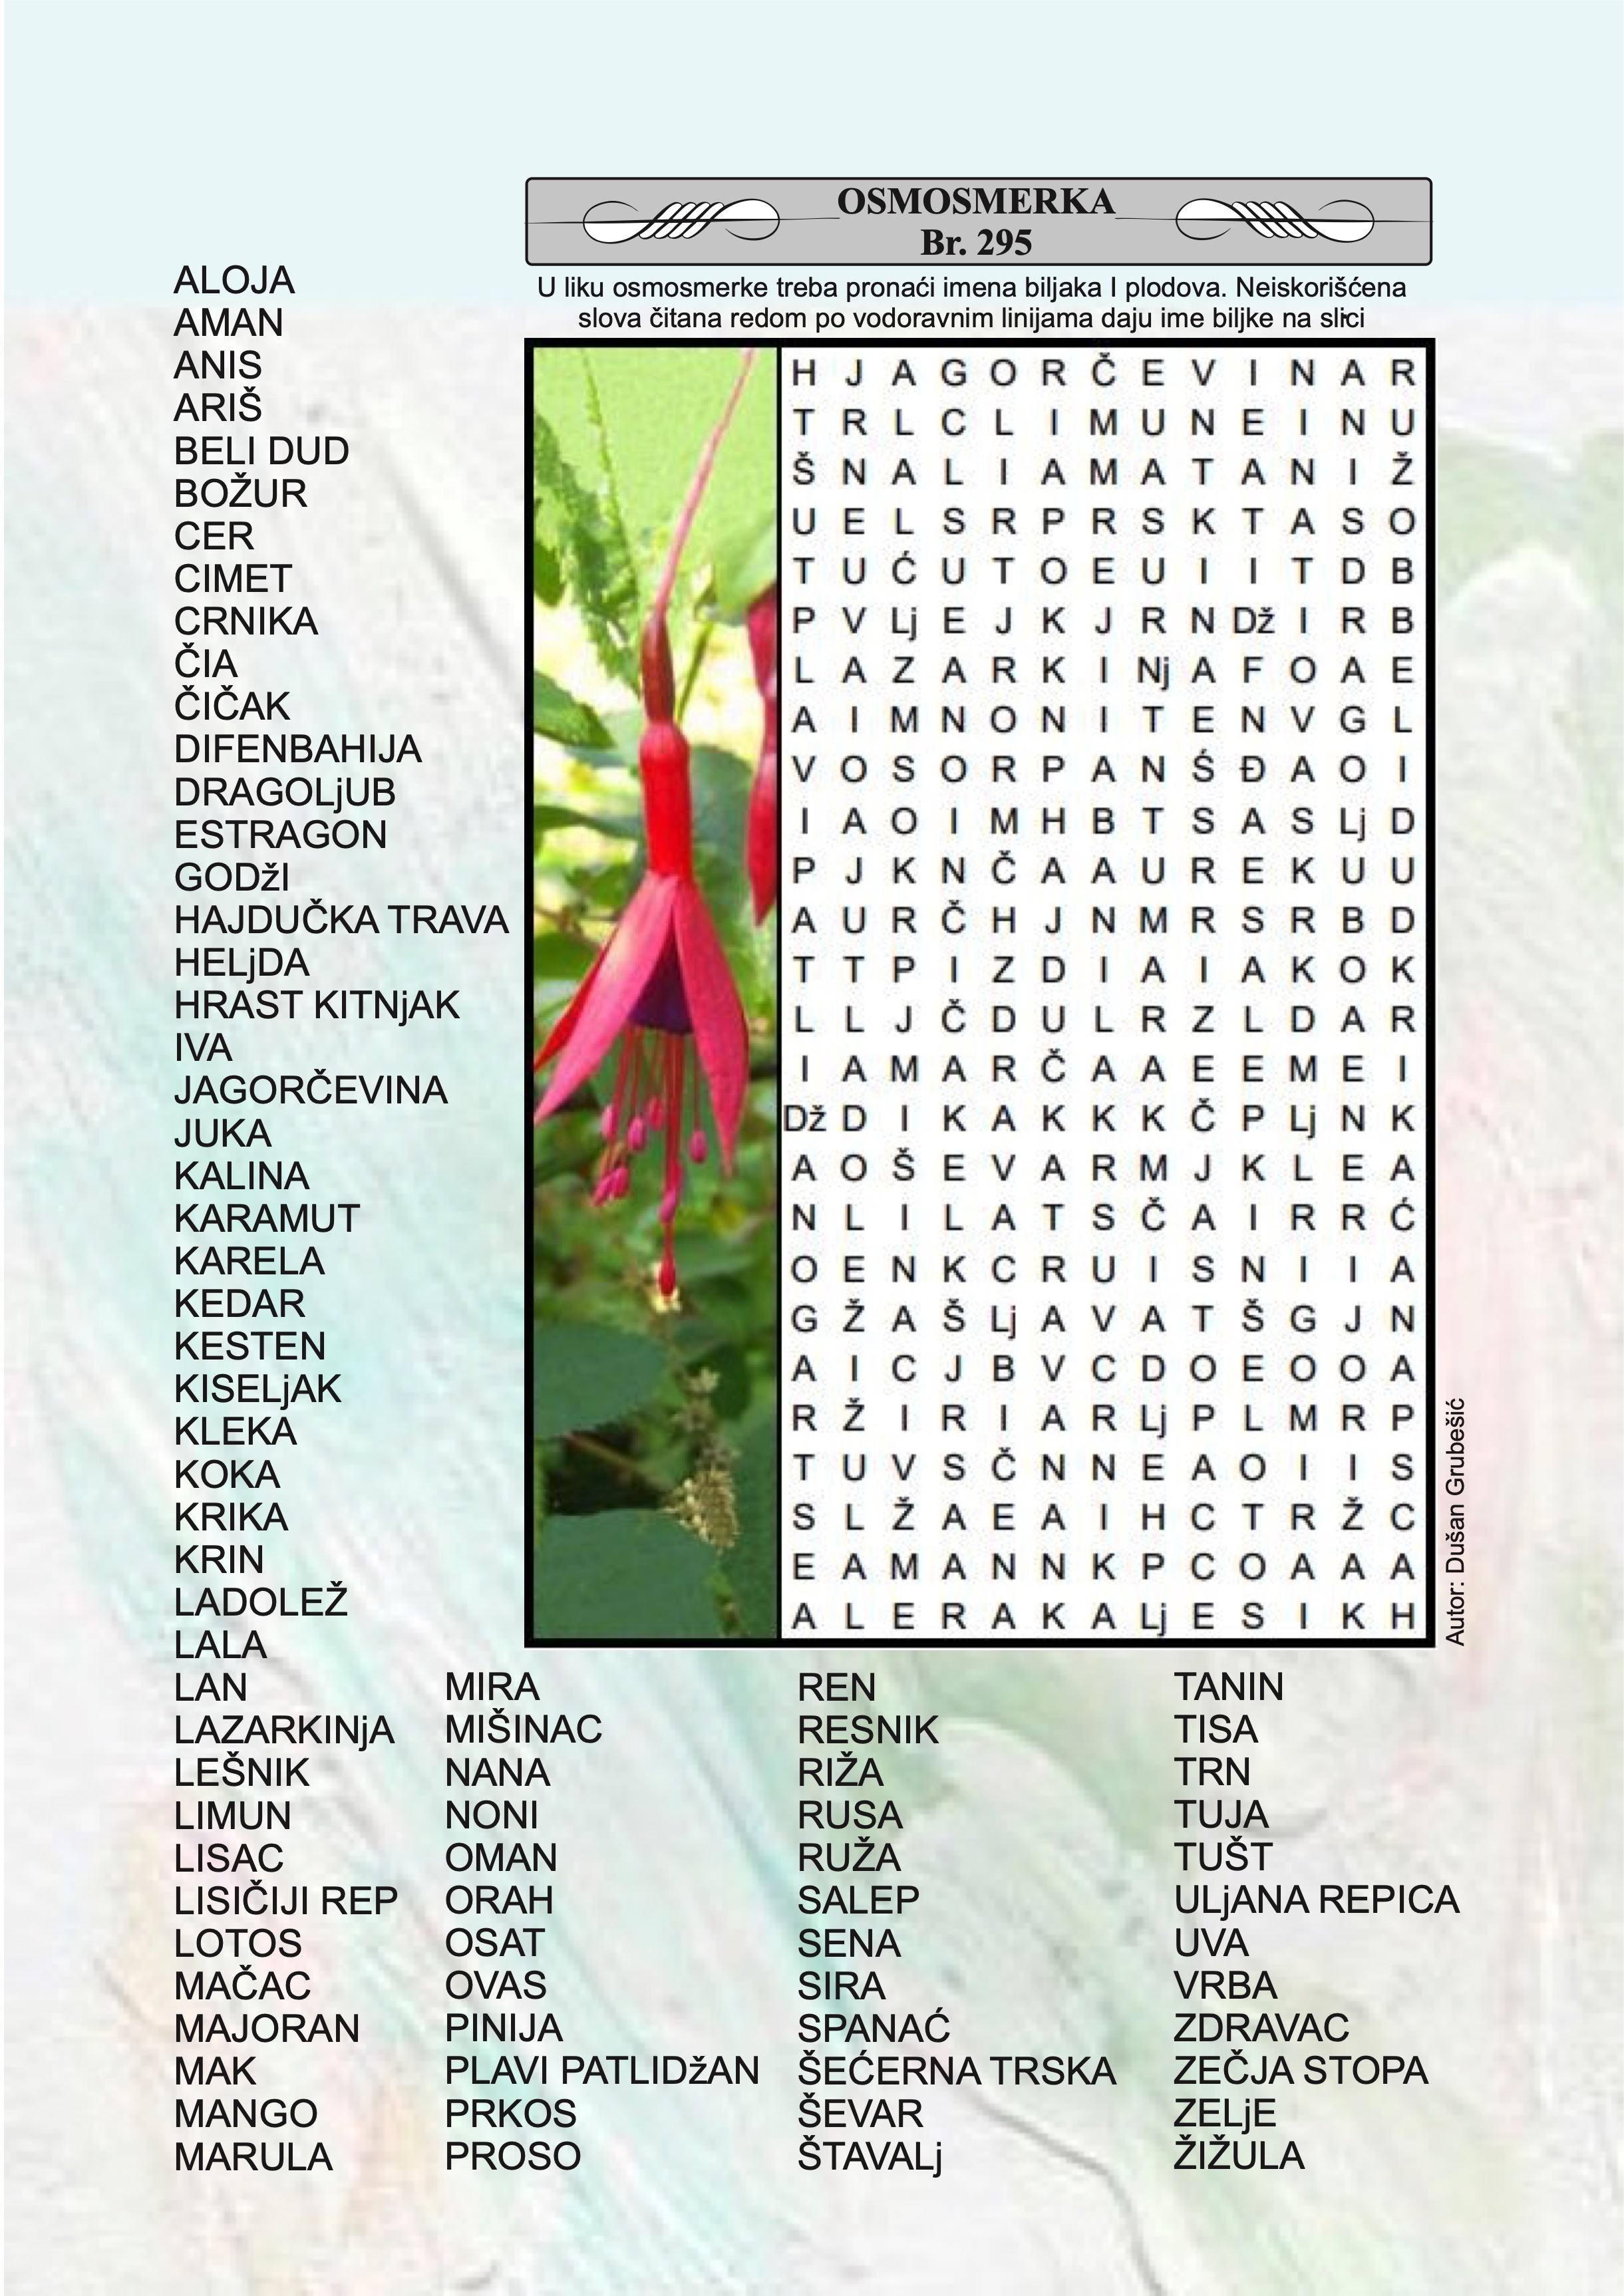 OSMOSMERKA
Br. 295
U liku osmosmerke treba pronaći imena biljaka I plodova. Neiskorišćena
slova čitana redom po vodoravnim linijama daju ime biljke na slici
ALOJA
AMAN
ANIS
ARIŠ
BELI DUD
BOŽUR
CER
CIMET
CRNIKA
ČIA
ČIČAK
DIFENBAHIJA
DRAGOLjUB
ESTRAGON
GODžI
HAJDUČKA TRAVA
HELjDA
HRAST KITNjAK
IVA
JAGORČEVINA
JUKA
KALINA
KARAMUT
KARELA
KEDAR
KESTEN
KISELjAK
KLEKA
KOKA
KRIKA
KRIN
LADOLEŽ
LALA
LAN
LAZARKINjA
LEŠNIK
LIMUN
LISAC
LISIČIJI REP
LOTOS
MAČAC
MAJORAN
MAK
MANGO
MARULA
H J A G O R Č E V I N A R
T R L C L I M U N E I N U
Š N A L I A M A T A N I Ž
U E L S R P R S K T A S O
T U Ć U T O E U I I T D B
P V Lj E J K J R N Dž I R B
L A Z A R K I Nj A F O A E
A I M N O N I T E N V G L
V O S O R P A N Ś Đ A O I
I A O I M H B T S A S Lj D
P J K N Č A A U R E K U U
A U R Č H J N M R S R B D
T T P I Z D I A I A K O K
L L J Č D U L R Z L D A R
I A M A R Č A A E E M E I
Dž D I K A K K K Č P Lj N K
A O Š E V A R M J K L E A
N L I L A T S Č A I R R Ć
O E N K C R U I S N I I A
G Ž A Š Lj A V A T Š G J N
A I C J B V C D O E O O A
R Ž I R I A R Lj P L M R P
T U V S Č N N E A O I I S
S L Ž A E A I H C T R Ž C
E A M A N N K P C O A A A
A L E R A K A Lj E S I K H
Autor: Dušan Grubešić
MIRA
MIŠINAC
NANA
NONI
OMAN
ORAH
OSAT
OVAS
PINIJA
PLAVI PATLIDžAN
PRKOS
PROSO
REN
RESNIK
RIŽA
RUSA
RUŽA
SALEP
SENA
SIRA
SPANAĆ
ŠEĆERNA TRSKA
ŠEVAR
ŠTAVALj
TANIN
TISA
TRN
TUJA
TUŠT
ULjANA REPICA
UVA
VRBA
ZDRAVAC
ZEČJA STOPA
ZELjE
ŽIŽULA